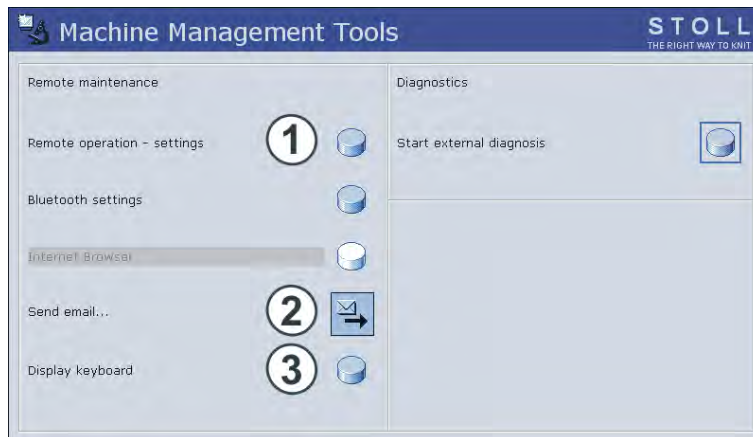 Machine Management Tools
STOLL
THE RIGHT WAY TO KNIT
Remote maintenance
Remote operation - settings
1
Bluetooth settings
Internet Browser
Send email...
2
Display keyboard
3
Diagnostics
Start external diagnosis